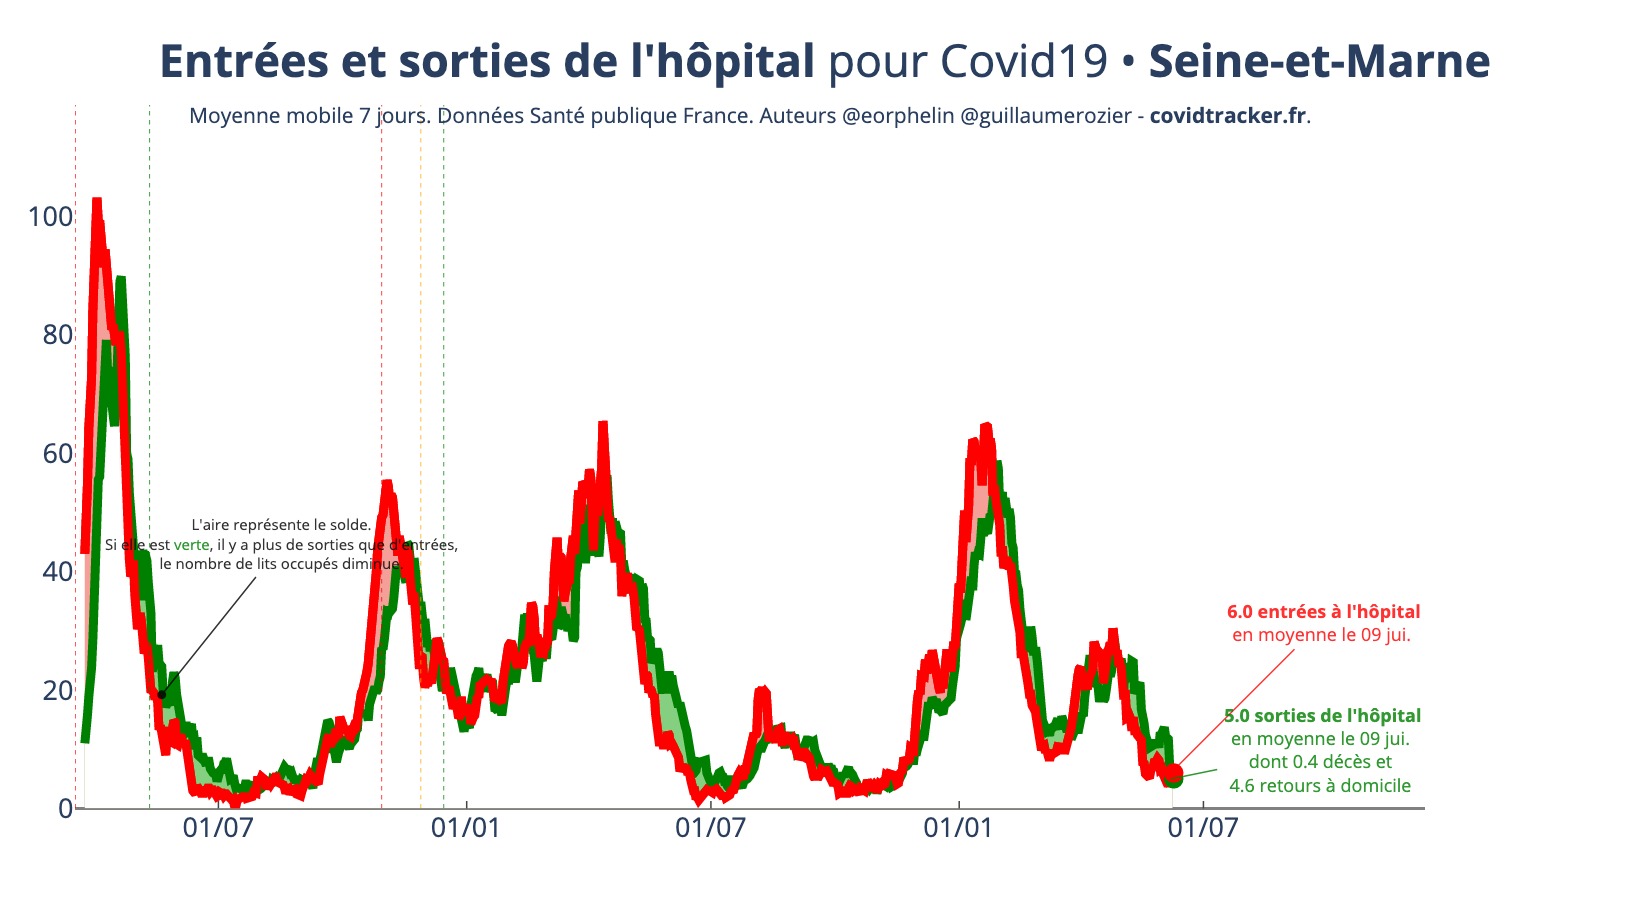 Entrées et sorties de l'hôpital pour Covid19 • Seine-et-Marne
Moyenne mobile 7 jours. Données Santé publique France. Auteurs @eorphelin @guillaumerozier - covidtracker.fr.
100
80
60
40
20
0
L'aire représente le solde.
Si elle est verte, il y a plus de sorties que d'entrées,
le nombre de lits occupés diminue.
6.0 entrées à l'hôpital
en moyenne le 09 jui.
5.0 sorties de l'hôpital
en moyenne le 09 jui.
dont 0.4 décès et
4.6 retours à domicile
01/07
01/01
01/07
01/01
01/07